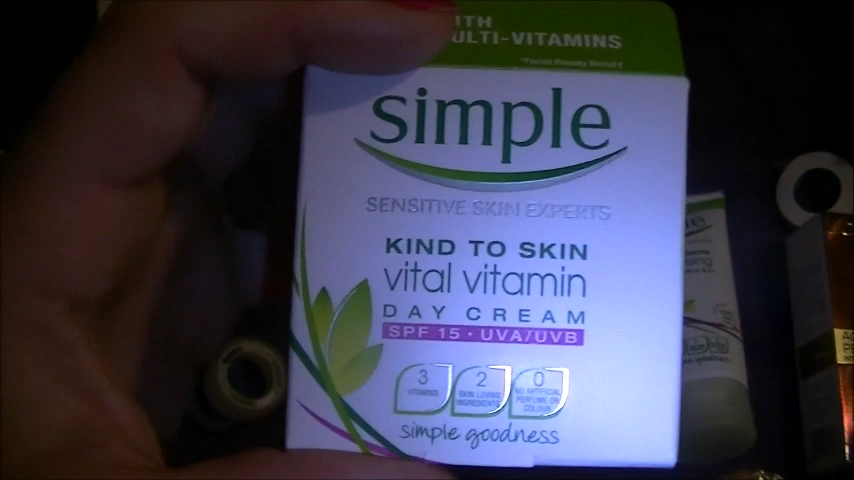 WITH
MULTI-VITAMINS
simple
SENSITIVE SKIN EXPERTS
KIND TO SKIN
vital vitamin
DAY CREAM
SPF 15 · UVA/UVB
3
VITAMINS
2
SKIN LOVING
INGREDIENTS
0
NO ARTIFICIAL
PERFUME OR
COLOUR
simple goodness